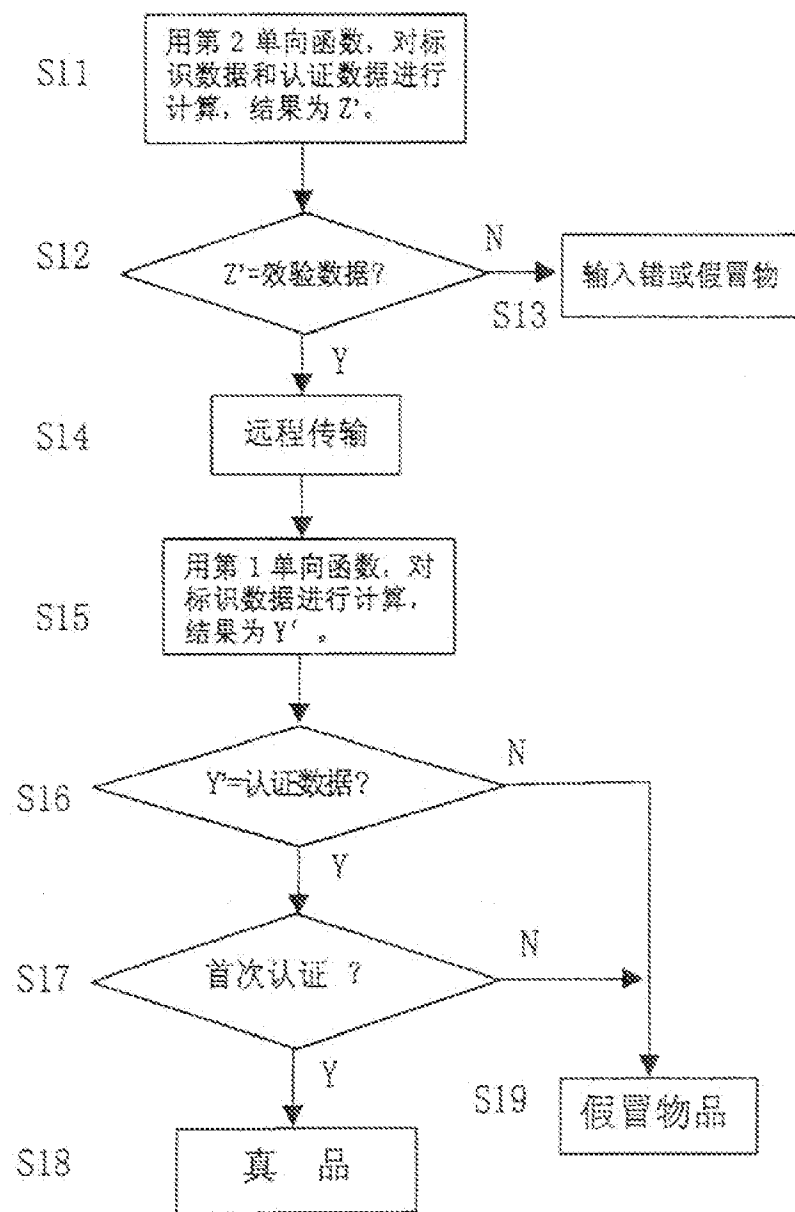 S11
用第2单向函数，对标
识数据和认证数据进行
计算，结果为Z'。
S12
Z'=效验数据?
N
S13
输入错或假冒物
Y
S14
远程传输
S15
用第1单向函数，对
标识数据进行计算，
结果为Y'。
S16
Y'=认证数据?
N
Y
S17
首次认证 ?
N
Y
S19
假冒物品
S18
真 品